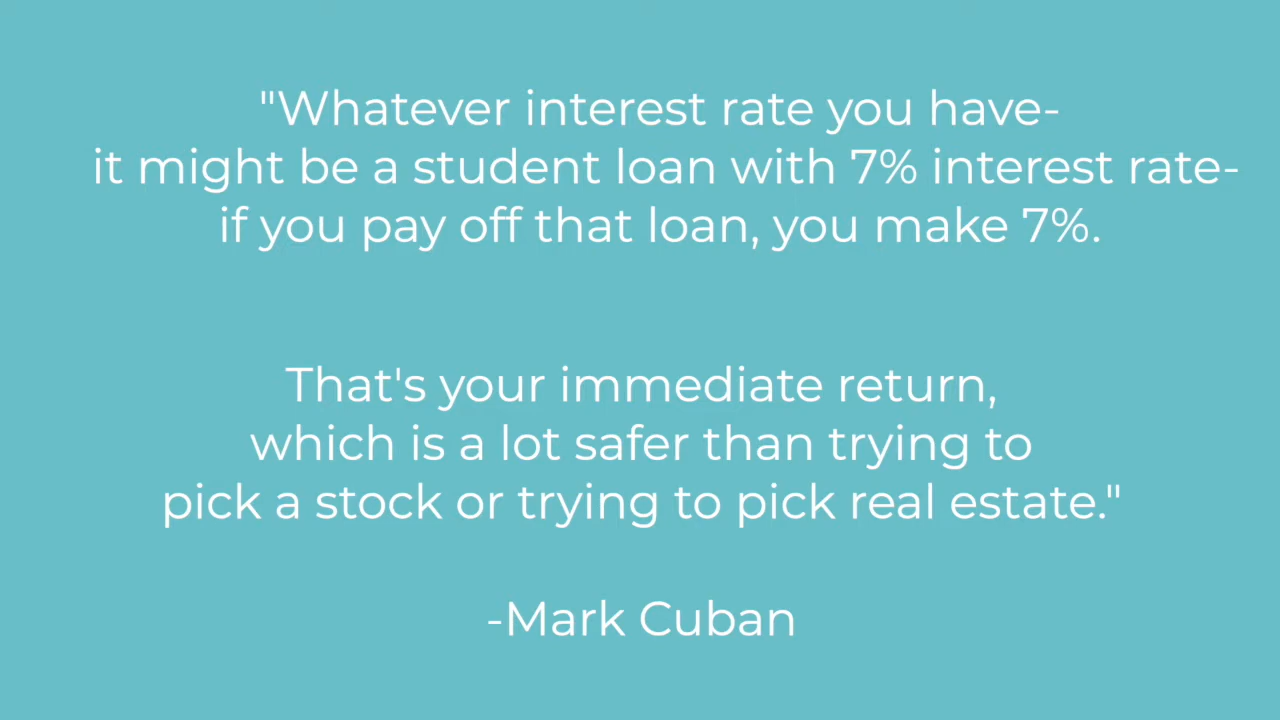 "Whatever interest rate you have-
it might be a student loan with 7% interest rate-
if you pay off that loan, you make 7%.
That's your immediate return,
which is a lot safer than trying to
pick a stock or trying to pick real estate."
-Mark Cuban